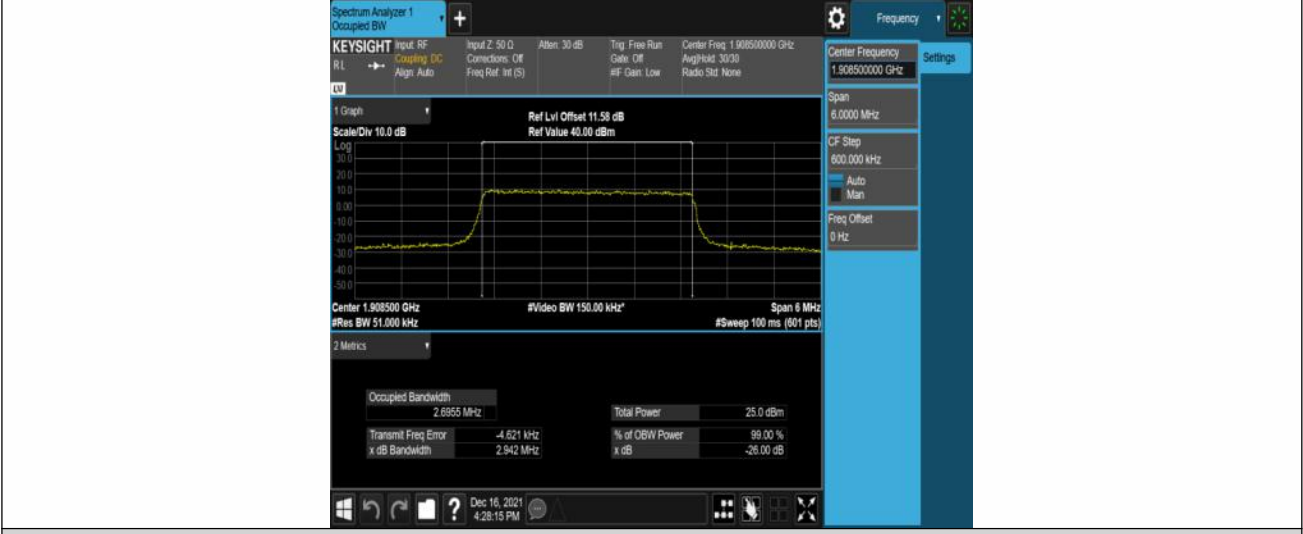 Spectrum Analyzer 1
Occupied BW
Frequency
KEYSIGHT
RL
LV
Input: RF
Coupling: DC
Align: Auto
Input Z: 50 Ω
Corrections: Off
Freq Ref: Int (S)
Atten: 30 dB
Trig: Free Run
Gate: Off
#IF Gain: Low
Center Freq: 1.908500000 GHz
Avg|Hold: 30/30
Radio Std: None
Center Frequency
1.908500000 GHz
Settings
Span
6.0000 MHz
CF Step
600.000 kHz
Auto
Man
Freq Offset
0 Hz
1 Graph
Scale/Div 10.0 dB
Ref Lvl Offset 11.58 dB
Ref Value 40.00 dBm
Log
30.0
20.0
10.0
0.00
-10.0
-20.0
-30.0
-40.0
-50.0
Center 1.908500 GHz
#Video BW 150.00 kHz*
Span 6 MHz
#Res BW 51.000 kHz
#Sweep 100 ms (601 pts)
2 Metrics
Occupied Bandwidth
2.6955 MHz
Total Power 25.0 dBm
Transmit Freq Error -4.621 kHz
% of OBW Power 99.00 %
x dB Bandwidth 2.942 MHz
x dB -26.00 dB
?
Dec 16, 2021
4:28:15 PM